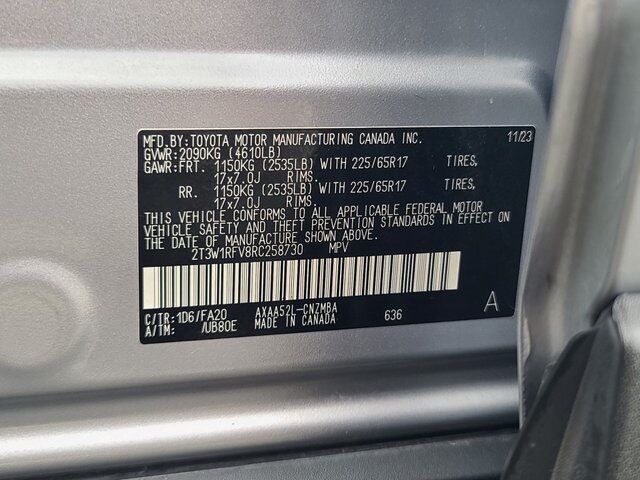 MFD.BY:TOYOTA MOTOR MANUFACTURING CANADA INC. 11/23
GVWR:2090KG (4610LB)
GAWR:FRT. 1150KG (2535LB) WITH 225/65R17 TIRES,
17x7.0J RIMS.
RR. 1150KG (2535LB) WITH 225/65R17 TIRES,
17x7.0J RIMS.
THIS VEHICLE CONFORMS TO ALL APPLICABLE FEDERAL MOTOR
VEHICLE SAFETY AND THEFT PREVENTION STANDARDS IN EFFECT ON
THE DATE OF MANUFACTURE SHOWN ABOVE.
2T3W1RFV8RC258730 MPV
C/TR:1D6/FA20 AXAA52L-CNZMBA 636 A
A/TM: /UB80E MADE IN CANADA